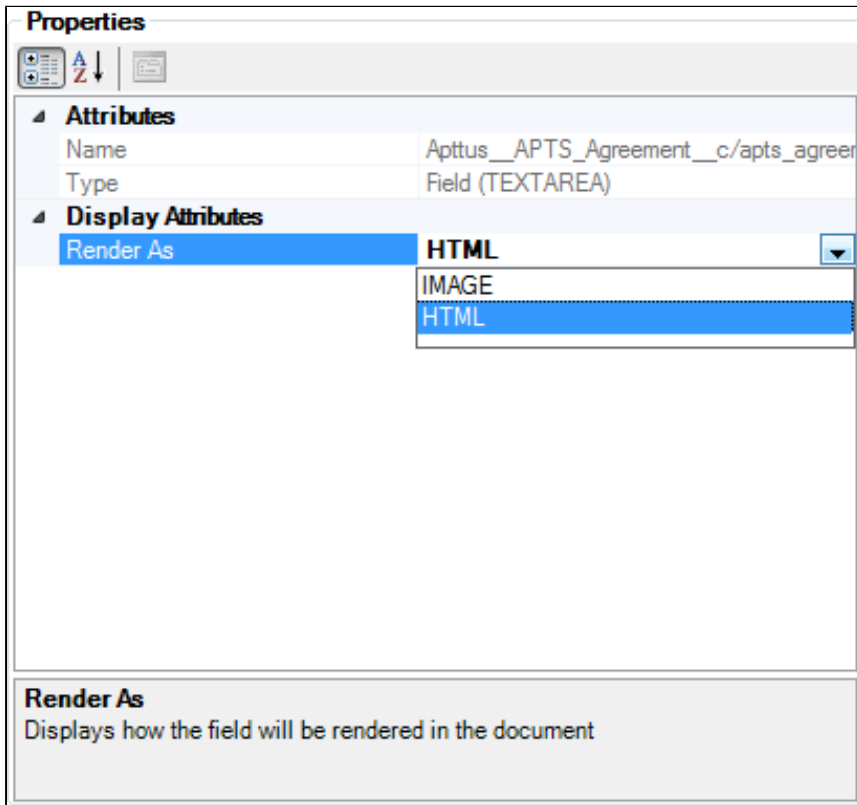 Properties
A
Z
Attributes
Name Apttus__APTS_Agreement__c/apts_agreer
Type Field (TEXTAREA)
Display Attributes
Render As HTML
IMAGE
HTML
Render As
Displays how the field will be rendered in the document